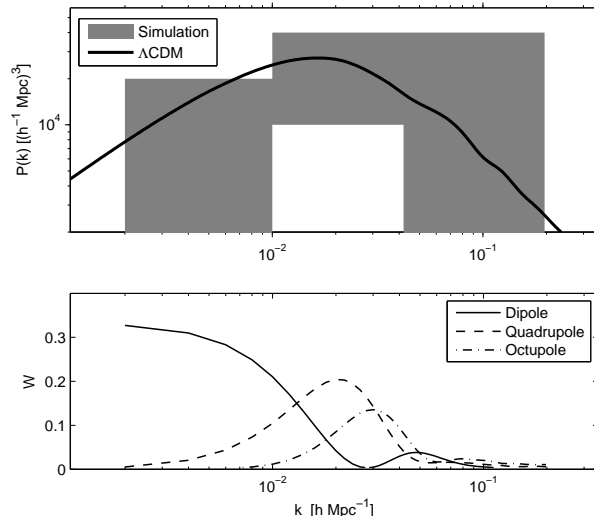 Simulation
ΛCDM
P(k) [(h⁻¹ Mpc)³]
10⁴
10⁻² 10⁻¹
Dipole
Quadrupole
Octupole
W
0.3
0.2
0.1
0
10⁻² 10⁻¹
k [h Mpc⁻¹]